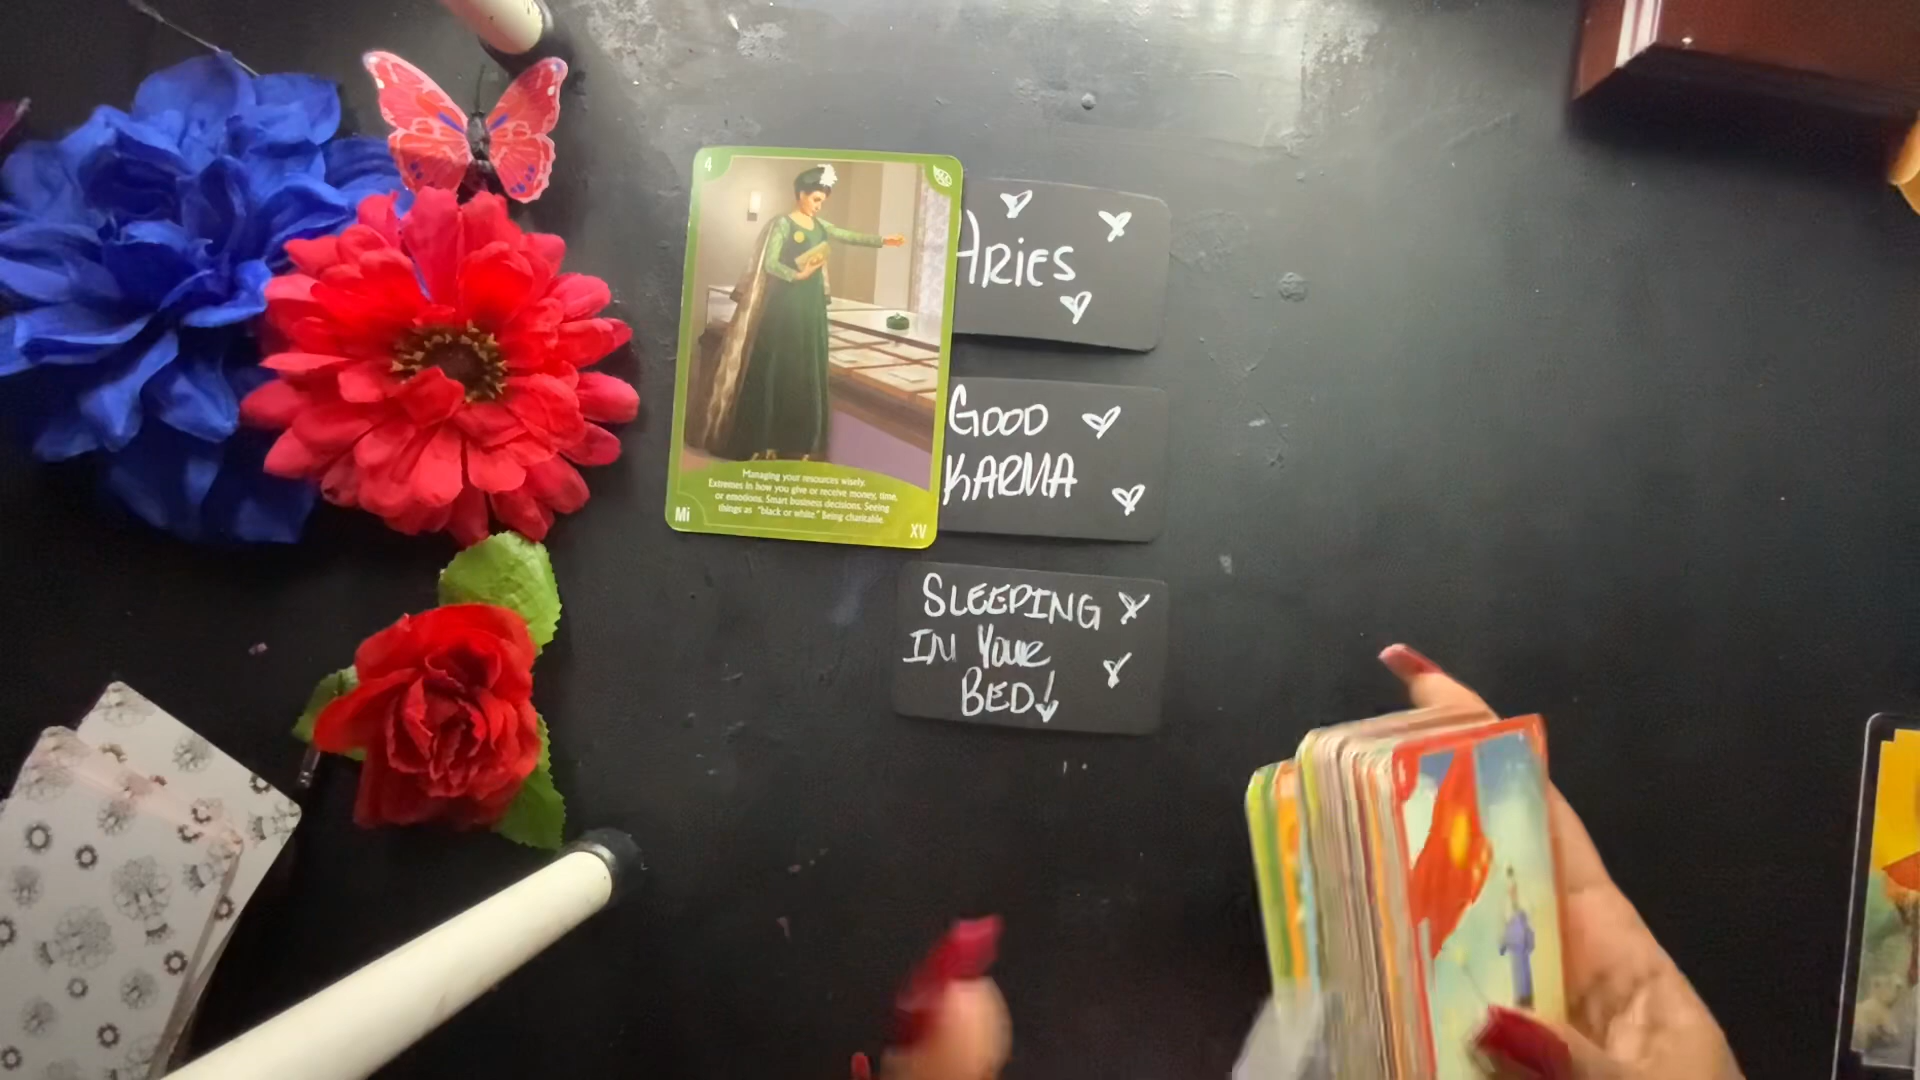 4
Managing your resources wisely.
Extremes in how you give or receive money, time,
or emotions. Smart business decisions. Seeing
things as "black or white." Being charitable.
Mi
XV
ARIES
GOOD
KARMA
SLEEPING
IN YOUR
BED!